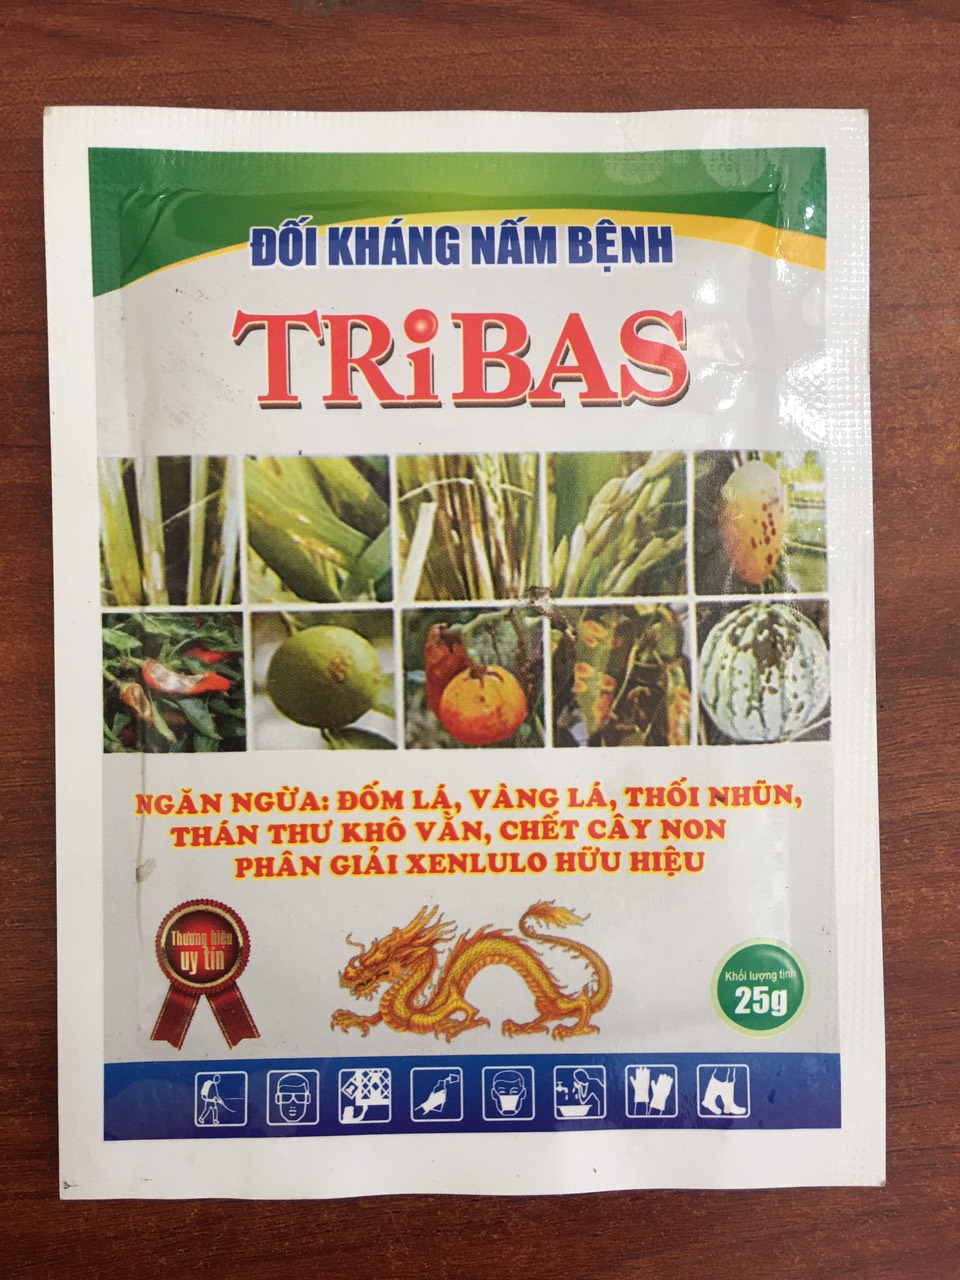 ĐỐI KHÁNG NẤM BỆNH
TRiBAS
NGĂN NGỪA: ĐỐM LÁ, VÀNG LÁ, THỐI NHŨN,
THÁN THƯ KHÔ VẰN, CHẾT CÂY NON
PHÂN GIẢI XENLULO HỮU HIỆU
Thương hiệu
uy tín
Khối lượng tịnh
25g